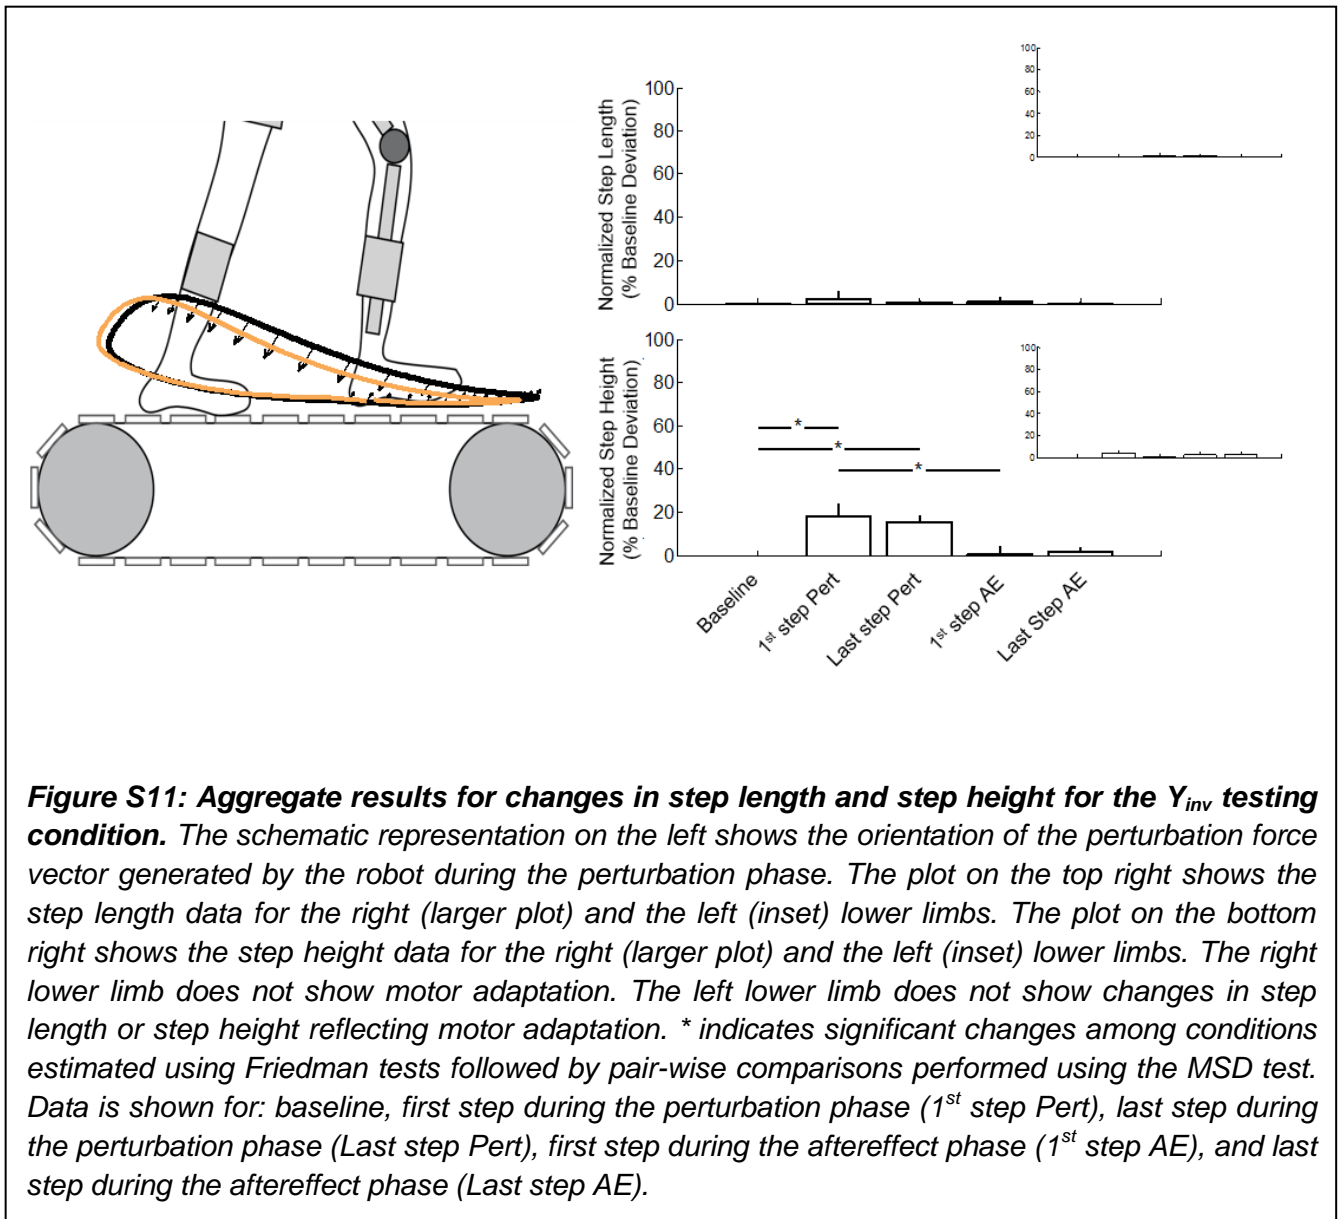 100
80
60
40
20
0
Normalized Step Length
(% Baseline Deviation)
100
80
60
40
20
0
100
80
60
40
20
0
Normalized Step Height
(% Baseline Deviation)
*
*
*
100
80
60
40
20
0
Baseline
1st step Pert
Last step Pert
1st step AE
Last Step AE
Figure S11: Aggregate results for changes in step length and step height for the Yinv testing
condition. The schematic representation on the left shows the orientation of the perturbation force
vector generated by the robot during the perturbation phase. The plot on the top right shows the
step length data for the right (larger plot) and the left (inset) lower limbs. The plot on the bottom
right shows the step height data for the right (larger plot) and the left (inset) lower limbs. The right
lower limb does not show motor adaptation. The left lower limb does not show changes in step
length or step height reflecting motor adaptation. * indicates significant changes among conditions
estimated using Friedman tests followed by pair-wise comparisons performed using the MSD test.
Data is shown for: baseline, first step during the perturbation phase (1st step Pert), last step during
the perturbation phase (Last step Pert), first step during the aftereffect phase (1st step AE), and last
step during the aftereffect phase (Last step AE).